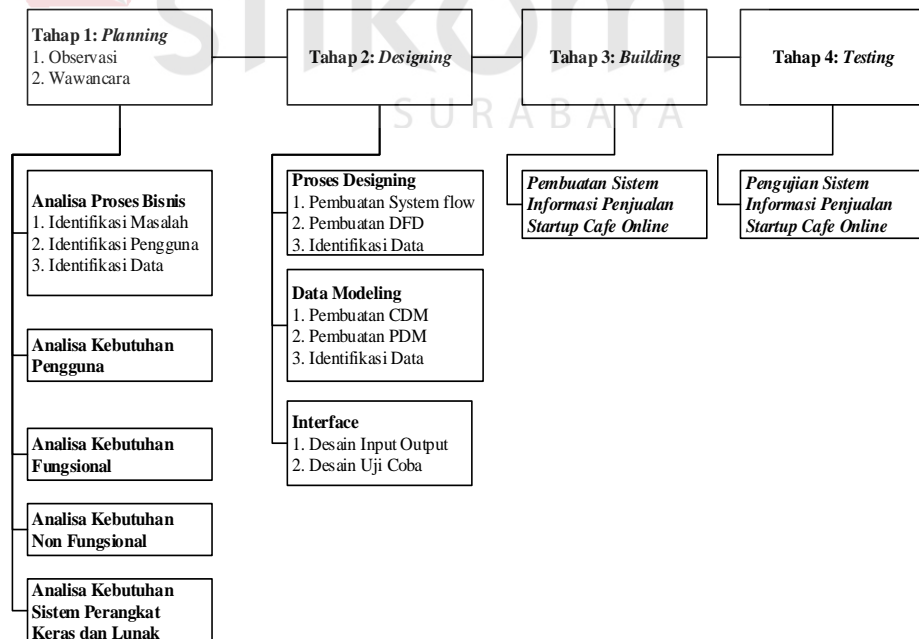 stikom
SURABAYA
Tahap 1: Planning
1. Observasi
2. Wawancara
Tahap 2: Designing
Tahap 3: Building
Tahap 4: Testing
Analisa Proses Bisnis
1. Identifikasi Masalah
2. Identifikasi Pengguna
3. Identifikasi Data
Analisa Kebutuhan
Pengguna
Analisa Kebutuhan
Fungsional
Analisa Kebutuhan
Non Fungsional
Analisa Kebutuhan
Sistem Perangkat
Keras dan Lunak
Proses Designing
1. Pembuatan System flow
2. Pembuatan DFD
3. Identifikasi Data
Data Modeling
1. Pembuatan CDM
2. Pembuatan PDM
3. Identifikasi Data
Interface
1. Desain Input Output
2. Desain Uji Coba
Pembuatan Sistem
Informasi Penjualan
Startup Cafe Online
Pengujian Sistem
Informasi Penjualan
Startup Cafe Online